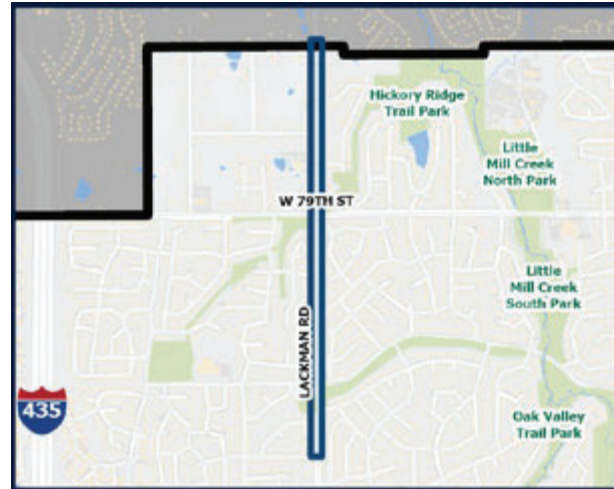 Hickory Ridge
Trail Park
Little
Mill Creek
North Park
W 79TH ST
Little
Mill Creek
South Park
LACKMAN RD
435
Oak Valley
Trail Park